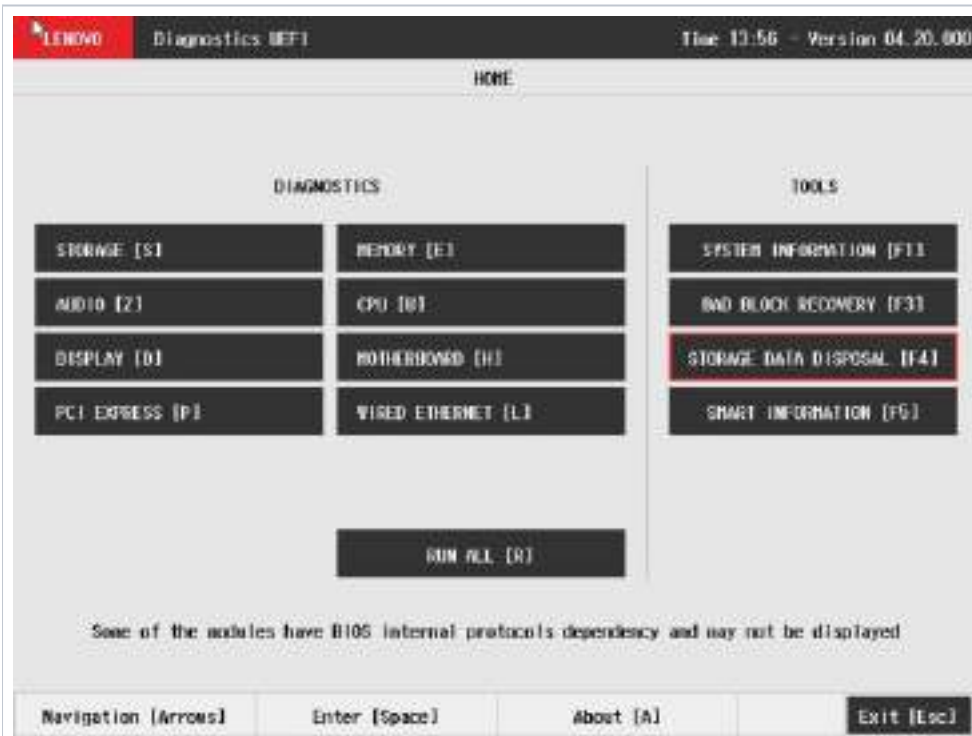 LENOVO Diagnostics UEFI Time 13:56 - Version 04.20.000
HOME
DIAGNOSTICS
TOOLS
STORAGE [S]
MEMORY [E]
SYSTEM INFORMATION [F1]
AUDIO [Z]
CPU [U]
BAD BLOCK RECOVERY [F3]
DISPLAY [D]
MOTHERBOARD [H]
STORAGE DATA DISPOSAL [F4]
PCI EXPRESS [P]
WIRED ETHERNET [L]
SMART INFORMATION [F5]
RUN ALL [R]
Some of the modules have BIOS internal protocols dependency and may not be displayed
Navigation [Arrows] Enter [Space] About [A] Exit [Esc]